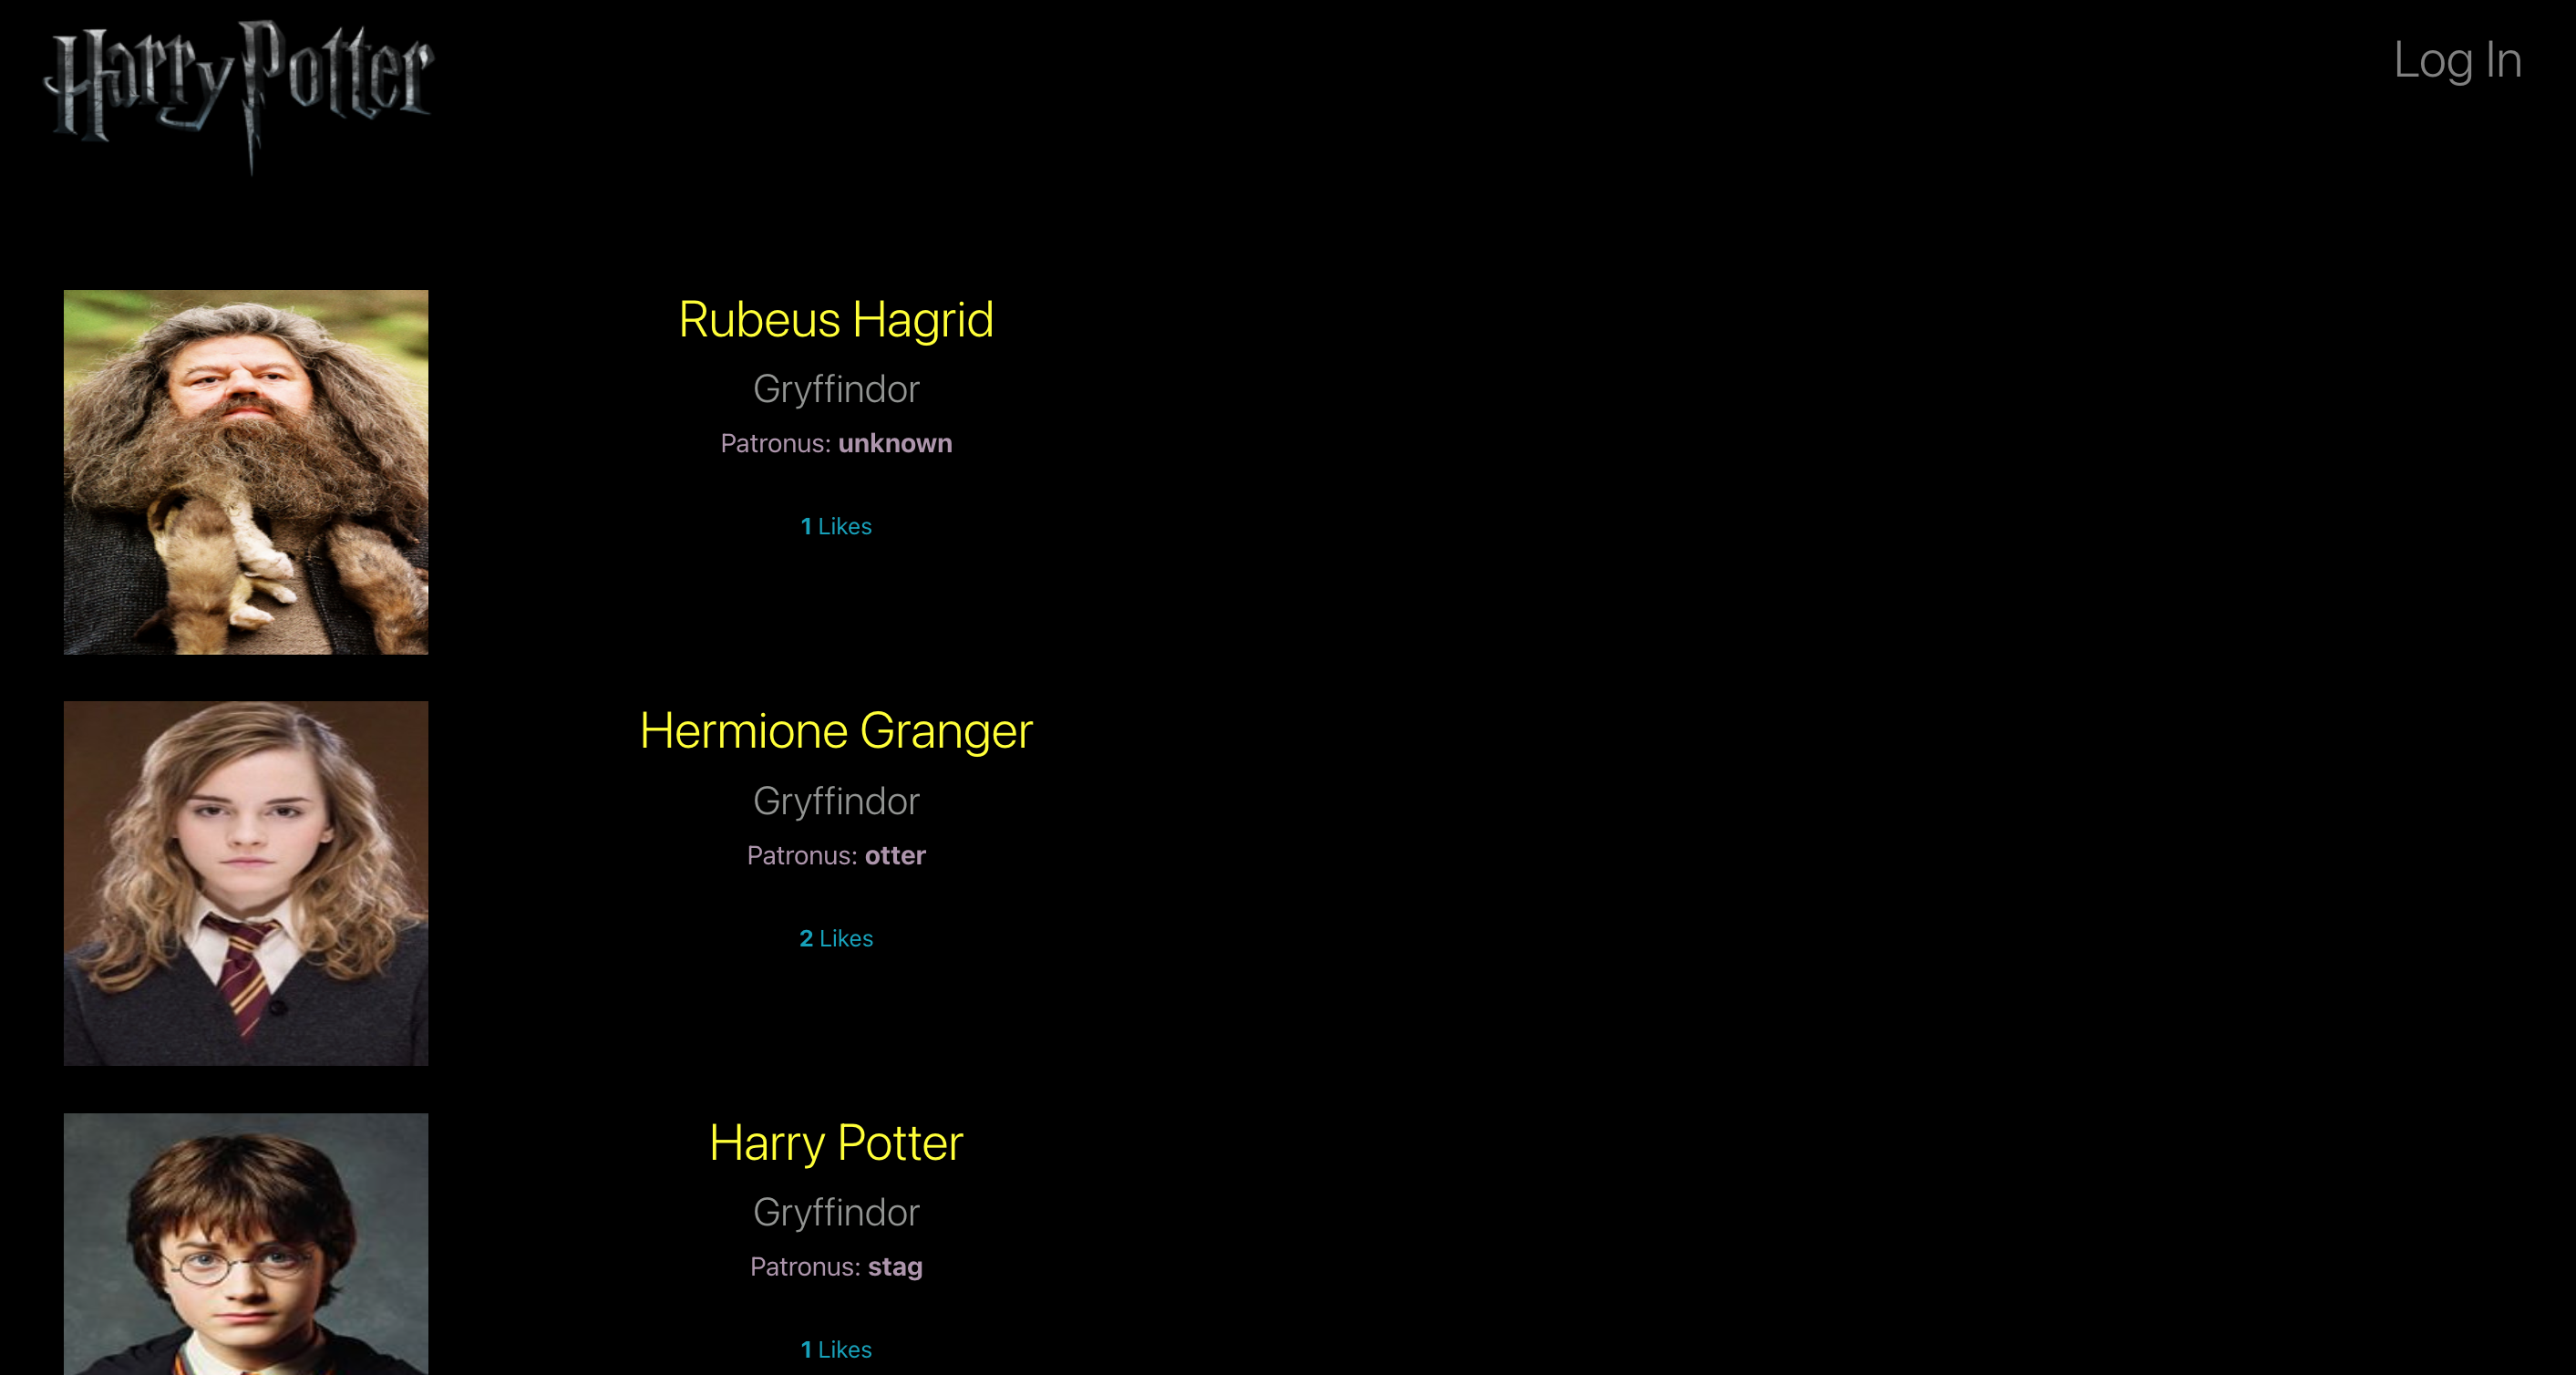 Harry Potter
Log In
Rubeus Hagrid
Gryffindor
Patronus: unknown
1 Likes
Hermione Granger
Gryffindor
Patronus: otter
2 Likes
Harry Potter
Gryffindor
Patronus: stag
1 Likes